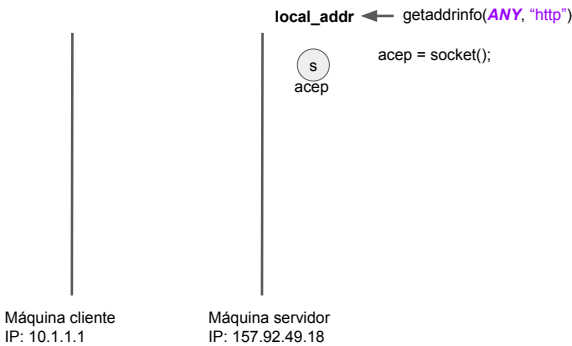 local_addr getaddrinfo(ANY, “http”)
acep = socket();
s
acep
Máquina cliente
IP: 10.1.1.1
Máquina servidor
IP: 157.92.49.18